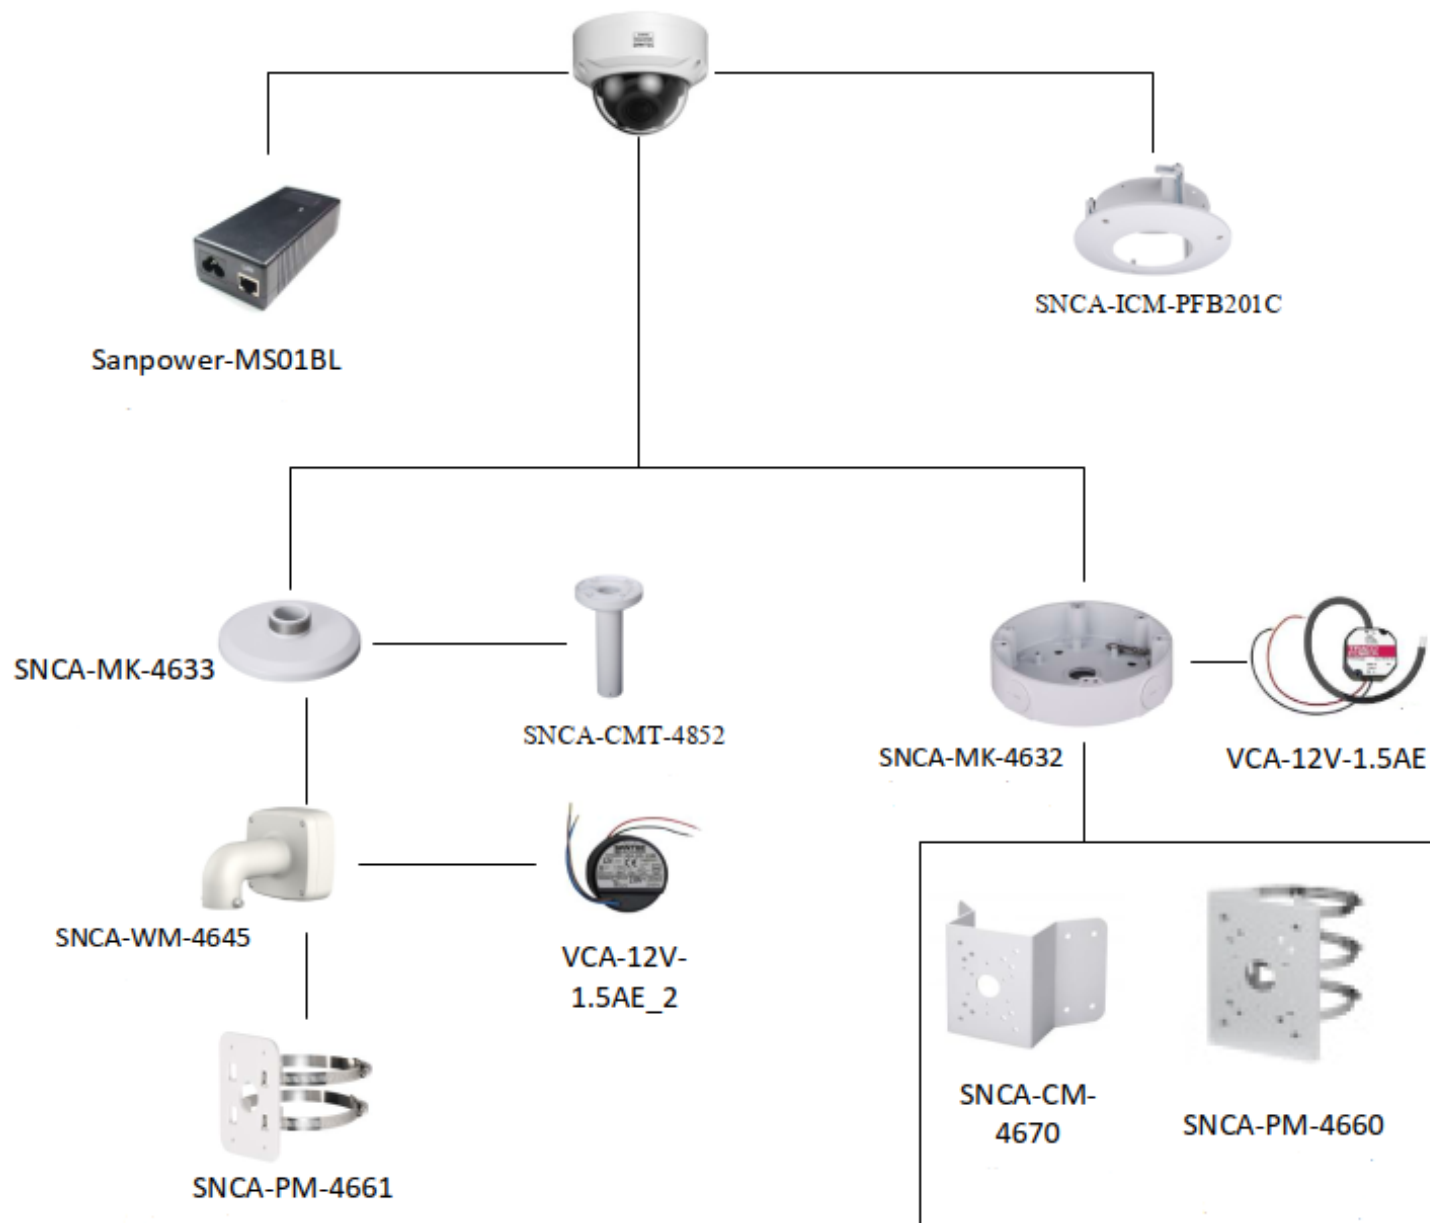 SNCA-ICM-PFB201C
Sanpower-MS01BL
SNCA-MK-4633
SNCA-CMT-4852
SNCA-MK-4632
VCA-12V-1.5AE
SNCA-WM-4645
VCA-12V-
1.5AE_2
SNCA-CM-
4670
SNCA-PM-4660
SNCA-PM-4661